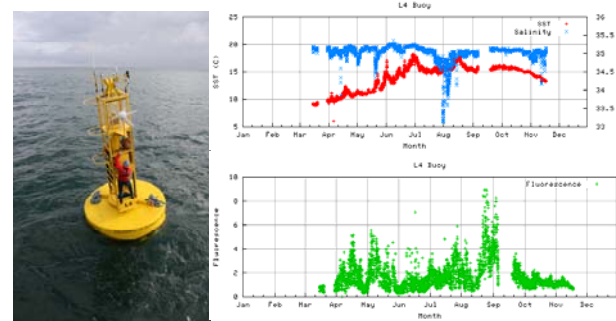 L4 Buoy
SST
Salinity
SST (C)
25
20
15
10
5
36
35.5
35
34.5
34
33.5
33
Jan Feb Mar Apr May Jun Jul Aug Sep Oct Nov Dec
Month
L4 Buoy
Fluorescence
Fluorescence
10
8
6
4
2
0
Jan Feb Mar Apr May Jun Jul Aug Sep Oct Nov Dec
Month